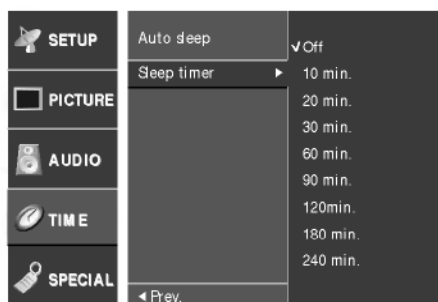 SETUP
PICTURE
AUDIO
TIME
SPECIAL
Auto sleep
Sleep timer
◄ Prev.
✓Off
10 min.
20 min.
30 min.
60 min.
90 min.
120min.
180 min.
240 min.